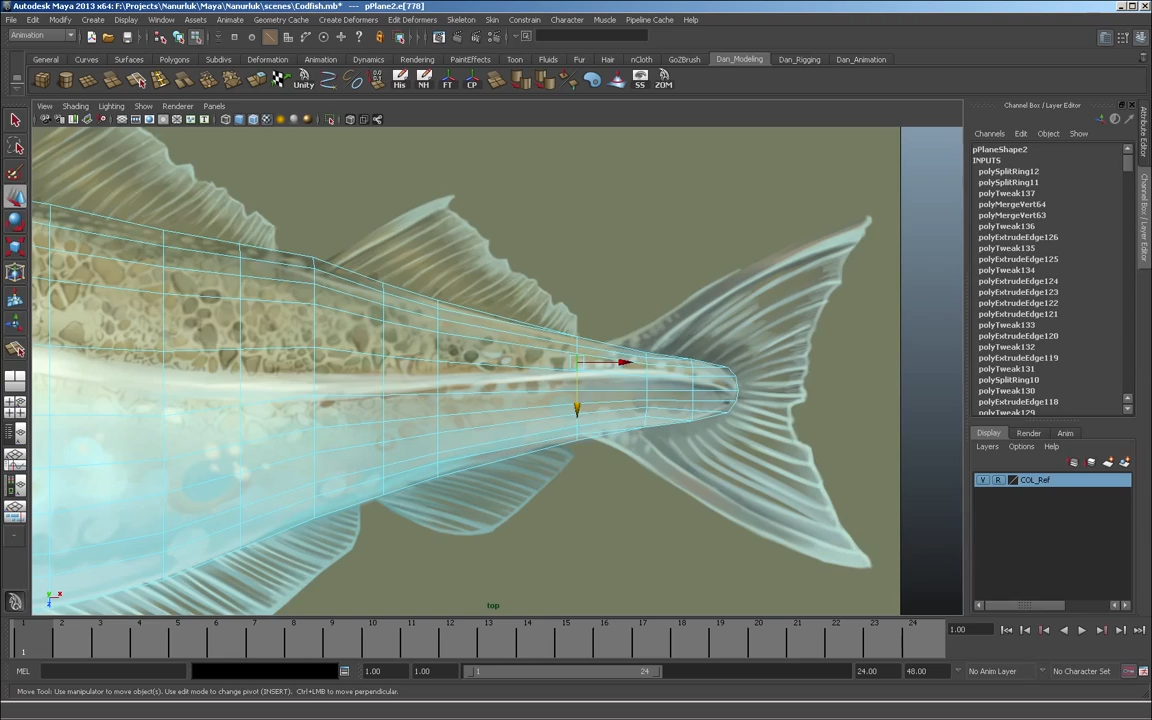 Autodesk Maya 2013 x64: F:\Projects\Nanurluk\Maya\Nanurluk\scenes\Codfish.mb* --- pPlane2.e[778]
File Edit Modify Create Display Window Assets Animate Geometry Cache Create Deformers Edit Deformers Skeleton Skin Constrain Character Muscle Pipeline Cache Help
Animation
General Curves Surfaces Polygons Subdivs Deformation Animation Dynamics Rendering PaintEffects Toon Fluids Fur Hair nCloth GoZBrush Dan_Modeling Dan_Rigging Dan_Animation
Unity His NH FT CP SS ZOM
View Shading Lighting Show Renderer Panels
Channel Box / Layer Editor
Channels Edit Object Show
pPlaneShape2
INPUTS
polySplitRing12
polySplitRing11
polyTweak137
polyMergeVert64
polyMergeVert63
polyTweak136
polyExtrudeEdge126
polyTweak135
polyExtrudeEdge125
polyTweak134
polyExtrudeEdge124
polyExtrudeEdge123
polyExtrudeEdge122
polyExtrudeEdge121
polyTweak133
polyExtrudeEdge120
polyTweak132
polyExtrudeEdge119
polyTweak131
polySplitRing10
polyTweak130
polyExtrudeEdge118
polyTweak129
Attribute Editor
Channel Box / Layer Editor
Display Render Anim
Layers Options Help
V R COL_Ref
y x
z
top
1 2 3 4 5 6 7 8 9 10 11 12 13 14 15 16 17 18 19 20 21 22 23 24
1
1.00
MEL
1.00 1.00 1 24 24.00 48.00 No Anim Layer No Character Set
Move Tool: Use manipulator to move object(s). Use edit mode to change pivot (INSERT). Ctrl+LMB to move perpendicular.